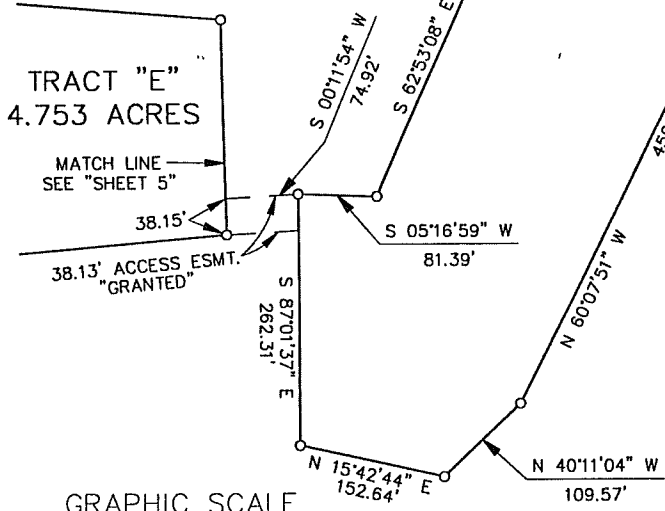 TRACT "E"
4.753 ACRES
MATCH LINE
SEE "SHEET 5"
38.15'
38.13' ACCESS ESMT.
"GRANTED"
S 00°11'54" W
74.92'
S 62°53'08" E
S 05°16'59" W
81.39'
S 87°01'37" E
262.31'
N 60°07'51" W
N 15°42'44" E
152.64'
N 40°11'04" W
109.57'
GRAPHIC SCALE